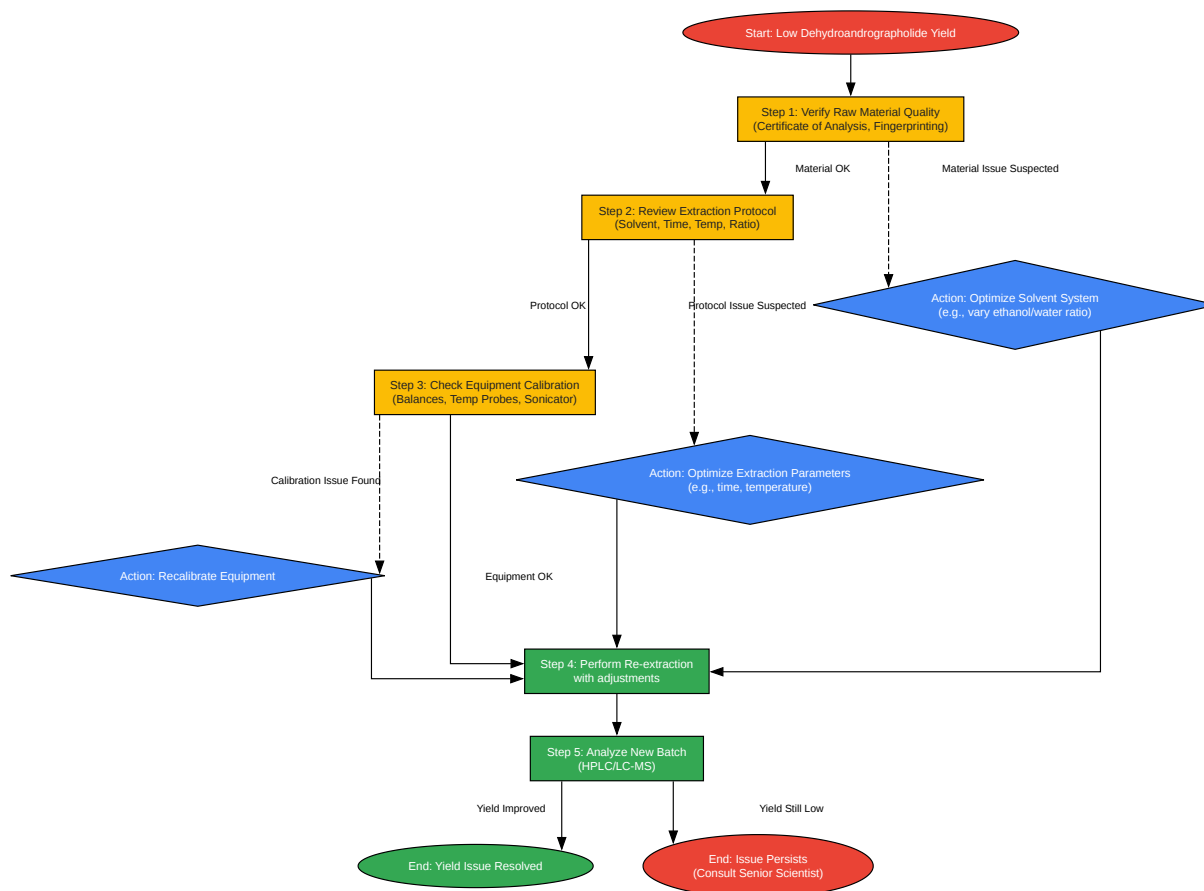 Start: Low Dehydroandrographolide Yield
Step 1: Verify Raw Material Quality
(Certificate of Analysis, Fingerprinting)
Material OK
Material Issue Suspected
Step 2: Review Extraction Protocol
(Solvent, Time, Temp, Ratio)
Protocol OK
Protocol Issue Suspected
Action: Optimize Solvent System
(e.g., vary ethanol/water ratio)
Step 3: Check Equipment Calibration
(Balances, Temp Probes, Sonicator)
Calibration Issue Found
Action: Optimize Extraction Parameters
(e.g., time, temperature)
Action: Recalibrate Equipment
Equipment OK
Step 4: Perform Re-extraction
with adjustments
Step 5: Analyze New Batch
(HPLC/LC-MS)
Yield Improved
Yield Still Low
End: Yield Issue Resolved
End: Issue Persists
(Consult Senior Scientist)